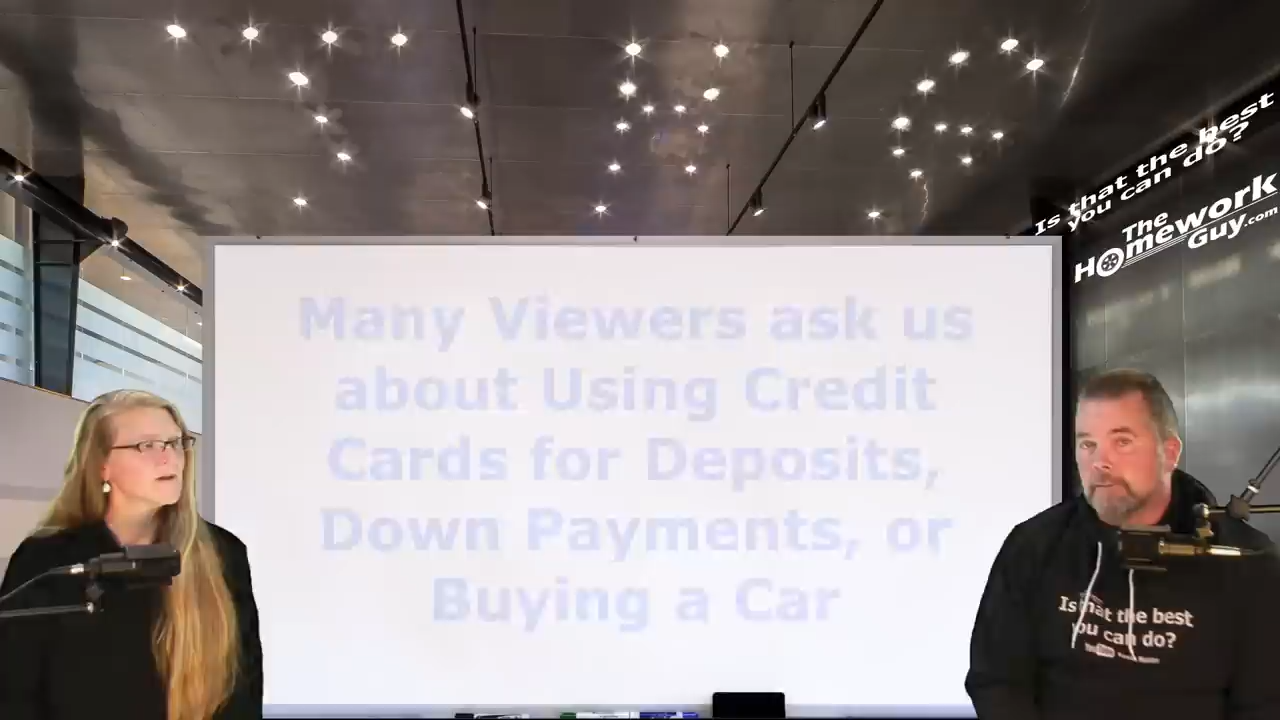 Is that the best
you can do?
The
Homework
Guy.com
Many Viewers ask us
about Using Credit
Cards for Deposits,
Down Payments, or
Buying a Car
Is that the best
you can do?